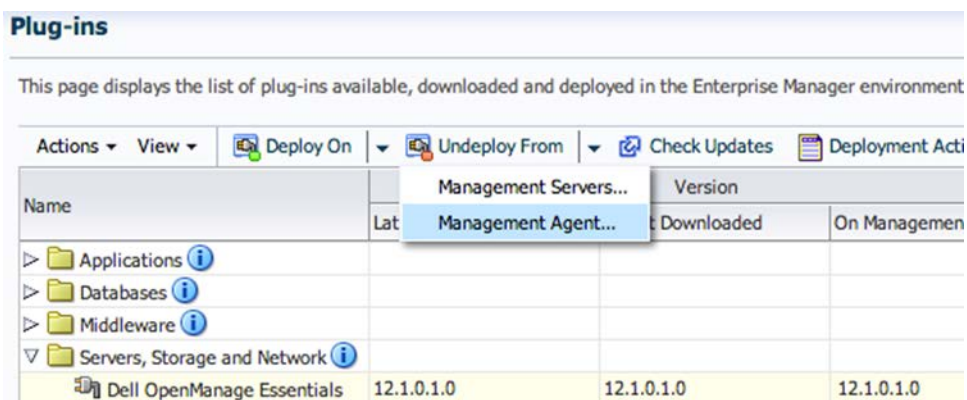 Plug-ins
This page displays the list of plug-ins available, downloaded and deployed in the Enterprise Manager environment
Actions View Deploy On Undeploy From Check Updates Deployment Acti
Management Servers... Version
Name
Lat Management Agent... Downloaded On Managemen
Applications
Databases
Middleware
Servers, Storage and Network
Dell OpenManage Essentials 12.1.0.1.0 12.1.0.1.0 12.1.0.1.0